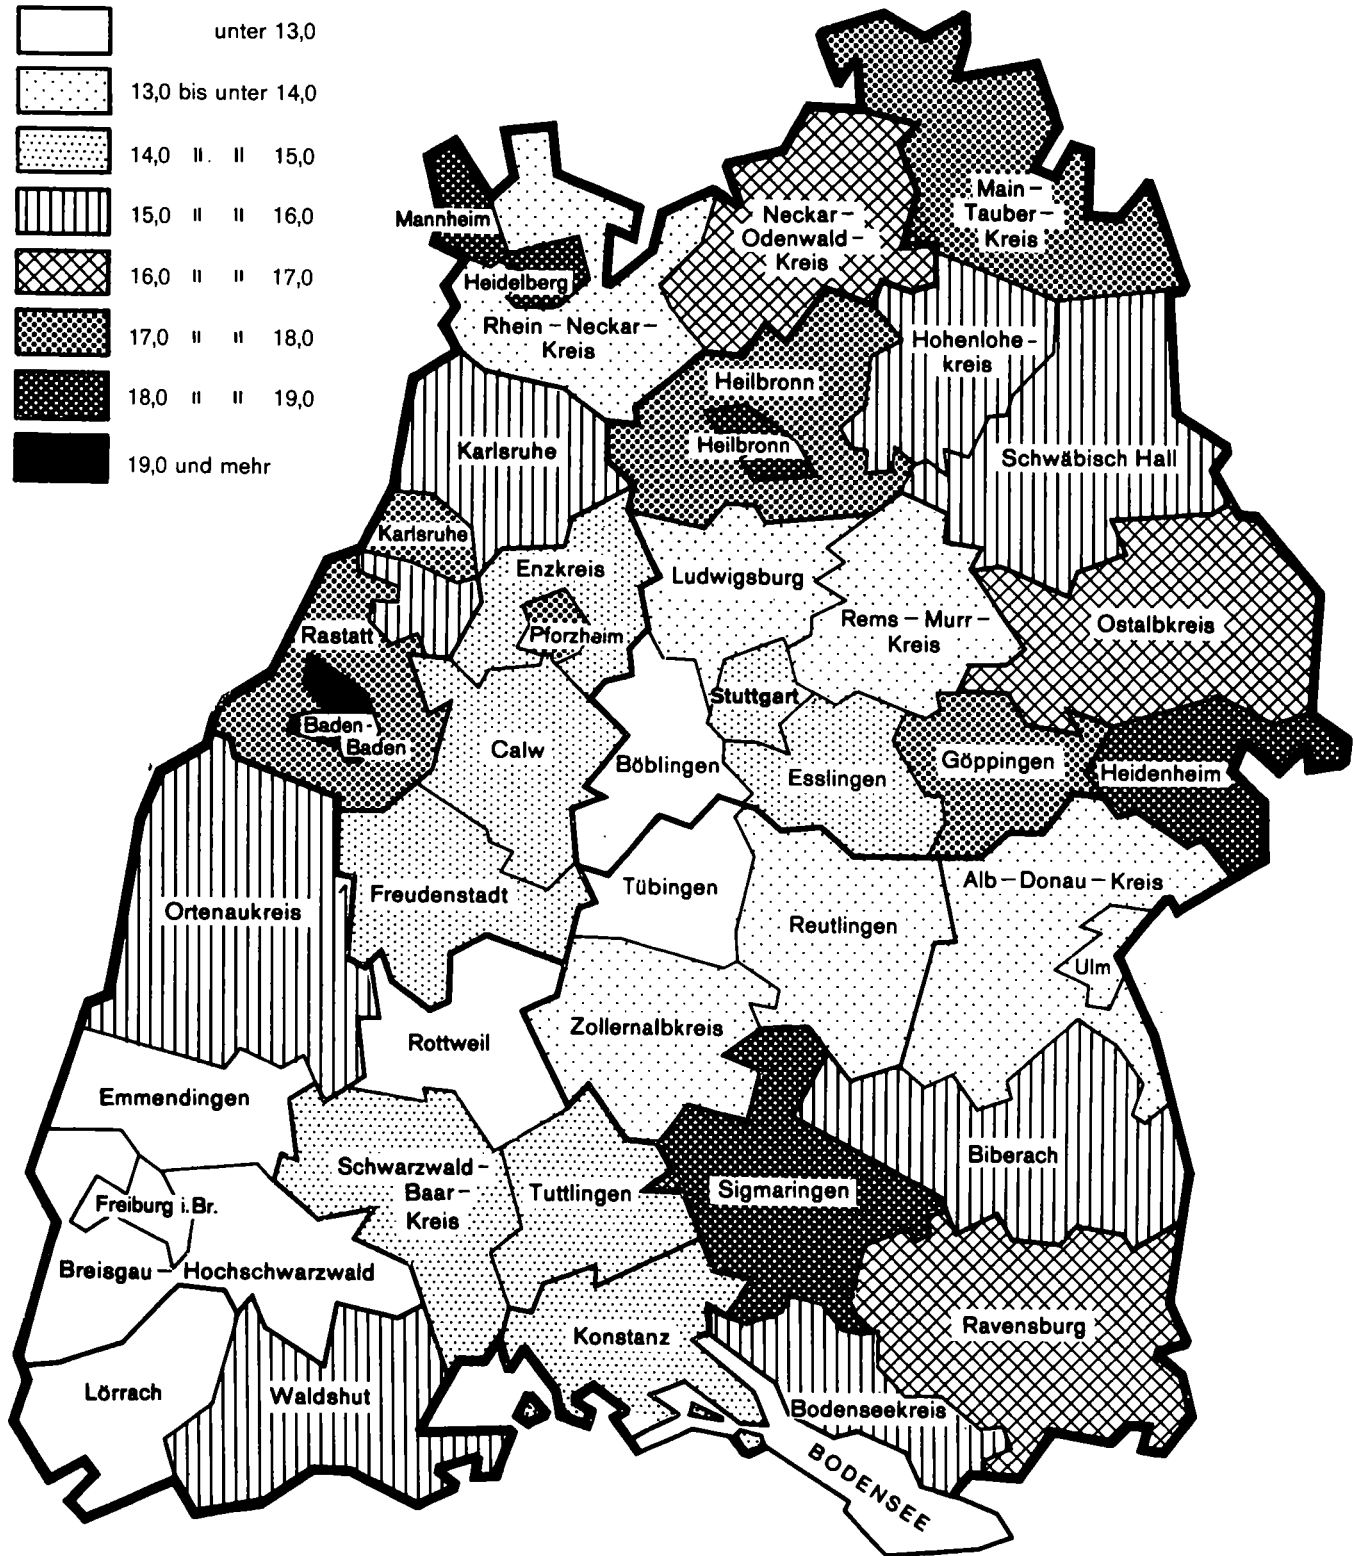 unter 13,0
13,0 bis unter 14,0
14,0 " " 15,0
15,0 " " 16,0
16,0 " " 17,0
17,0 " " 18,0
18,0 " " 19,0
19,0 und mehr
Main-
Tauber-
Kreis
Neckar-
Odenwald-
Kreis
Mannheim
Heidelberg
Rhein-Neckar-
Kreis
Hohenlohe-
kreis
Heilbronn
Heilbronn
Karlsruhe
Schwäbisch Hall
Karlsruhe
Enzkreis
Ludwigsburg
Rems-Murr-
Kreis
Ostalbkreis
Rastatt
Pforzheim
Stuttgart
Baden-
Baden
Calw
Böblingen
Esslingen
Göppingen
Heidenheim
Freudenstadt
Tübingen
Alb-Donau-Kreis
Ortenaukreis
Reutlingen
Ulm
Rottweil
Zollernalbkreis
Emmendingen
Biberach
Schwarzwald-
Baar-
Kreis
Tuttlingen
Sigmaringen
Freiburg i.Br.
Breisgau-Hochschwarzwald
Konstanz
Ravensburg
Lörrach
Waldshut
Bodenseekreis
BODENSEE